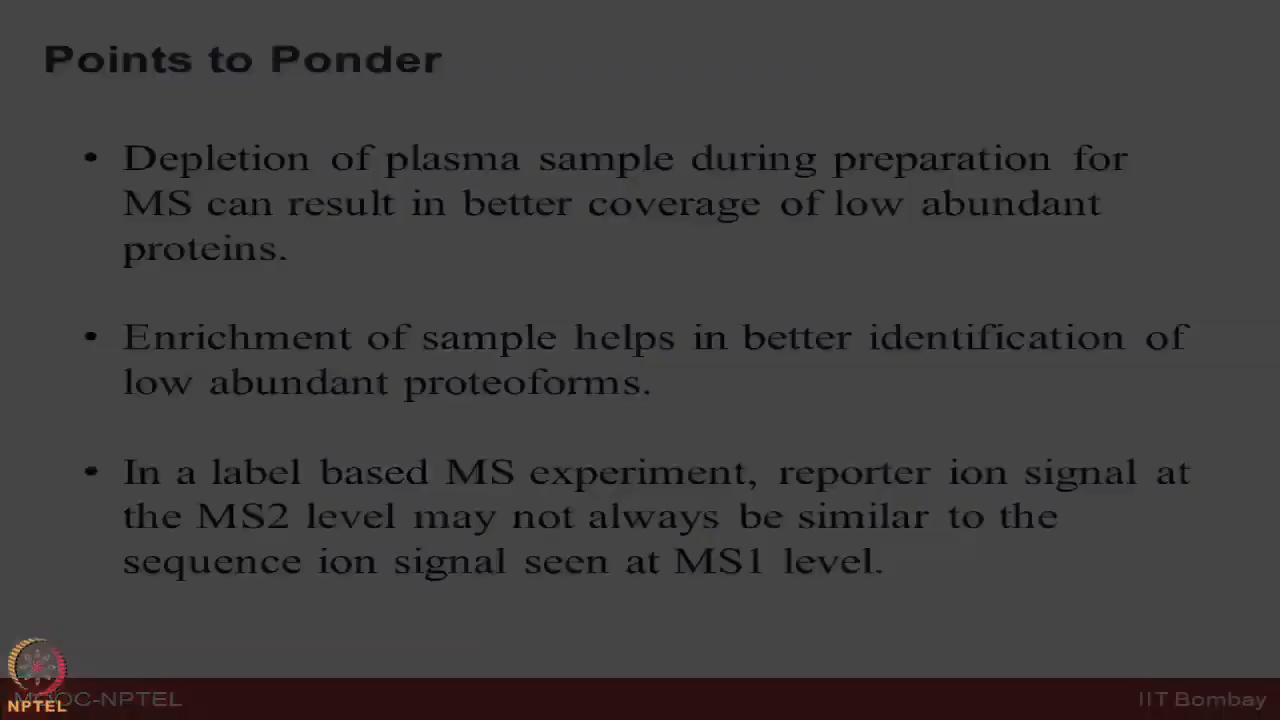 Points to Ponder
• Depletion of plasma sample during preparation for
MS can result in better coverage of low abundant
proteins.
• Enrichment of sample helps in better identification of
low abundant proteoforms.
• In a label based MS experiment, reporter ion signal at
the MS2 level may not always be similar to the
sequence ion signal seen at MS1 level.
MOOC-NPTEL
NPTEL
IIT Bombay